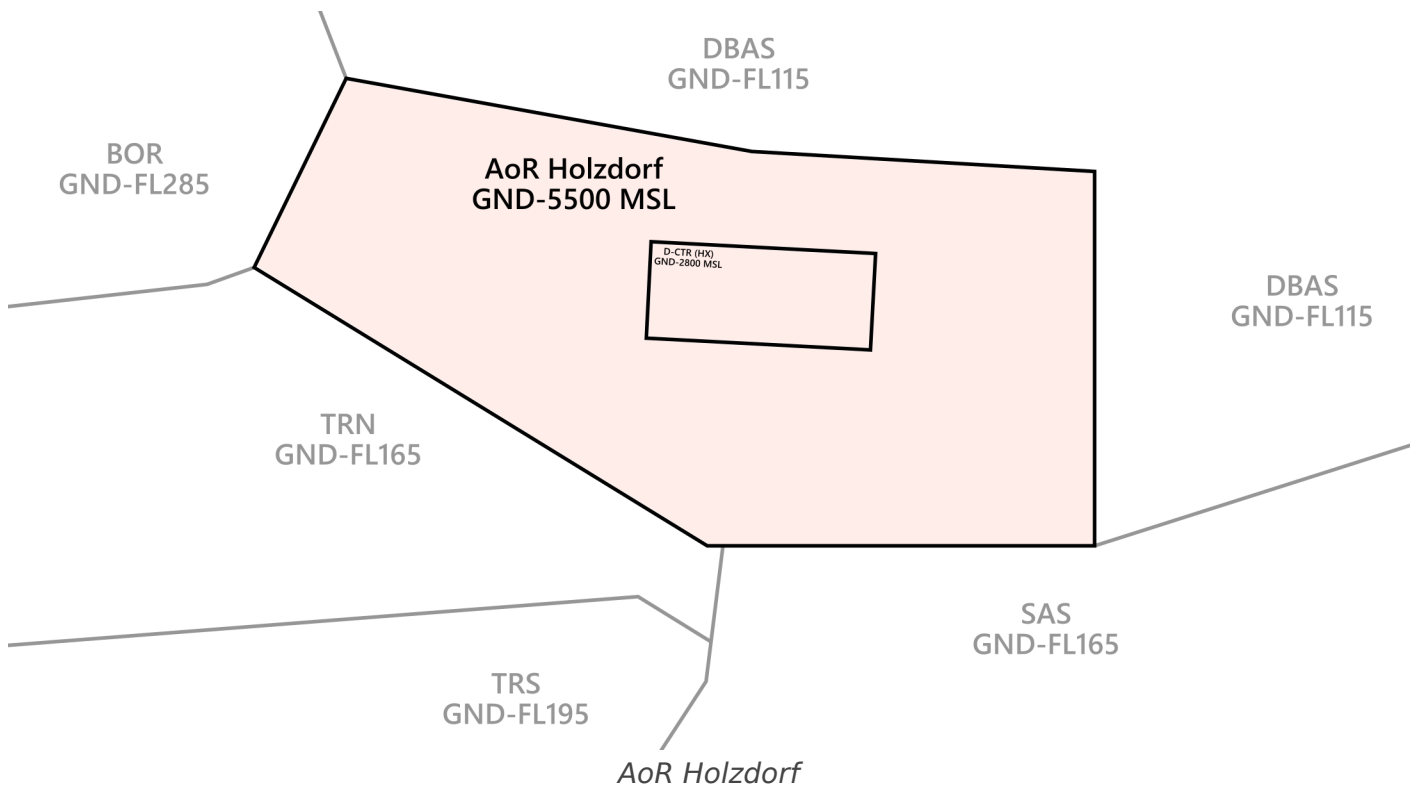 DBAS
GND-FL115
BOR
GND-FL285
AoR Holzdorf
GND-5500 MSL
D-CTR (HX)
GND-2800 MSL
DBAS
GND-FL115
TRN
GND-FL165
SAS
GND-FL165
TRS
GND-FL195
AoR Holzdorf